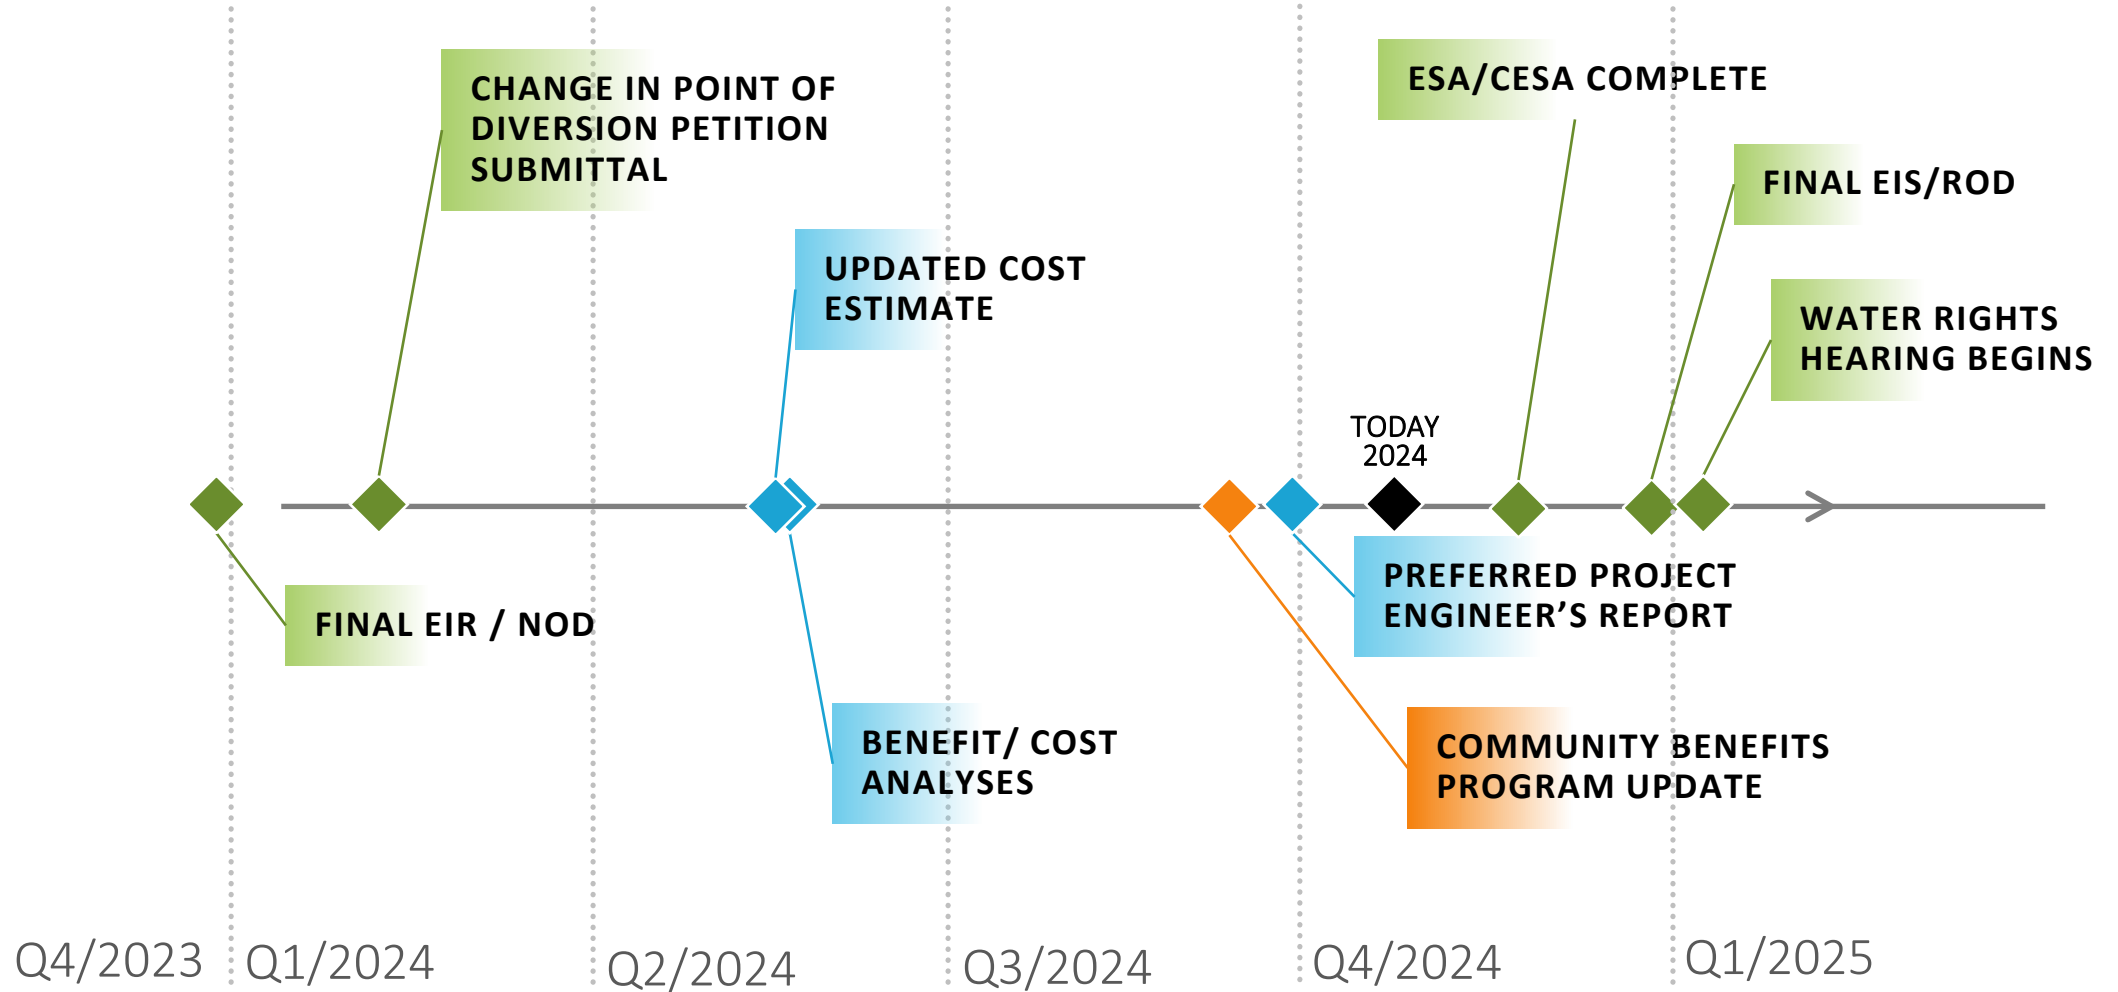 CHANGE IN POINT OF
DIVERSION PETITION
SUBMITTAL
ESA/CESA COMPLETE
FINAL EIS/ROD
UPDATED COST
ESTIMATE
WATER RIGHTS
HEARING BEGINS
TODAY
2024
FINAL EIR / NOD
PREFERRED PROJECT
ENGINEER’S REPORT
BENEFIT/ COST
ANALYSES
COMMUNITY BENEFITS
PROGRAM UPDATE
Q4/2023
Q1/2024
Q2/2024
Q3/2024
Q4/2024
Q1/2025